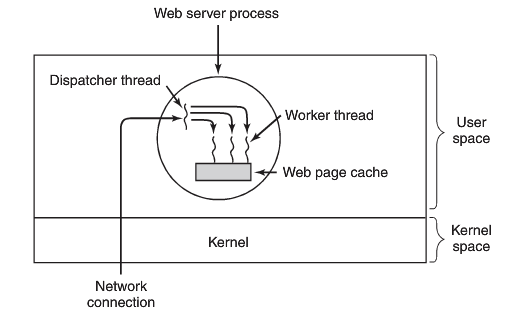 Web server process
Dispatcher thread
Worker thread
User
space
Web page cache
Kernel
Kernel
space
Network
connection